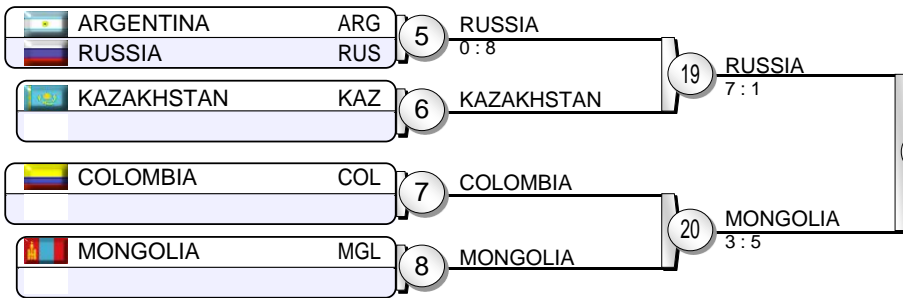 ARGENTINA ARG
RUSSIA RUS
5
RUSSIA
0 : 8
KAZAKHSTAN KAZ
6
KAZAKHSTAN
19
RUSSIA
7 : 1
COLOMBIA COL
7
COLOMBIA
MONGOLIA MGL
8
MONGOLIA
20
MONGOLIA
3 : 5